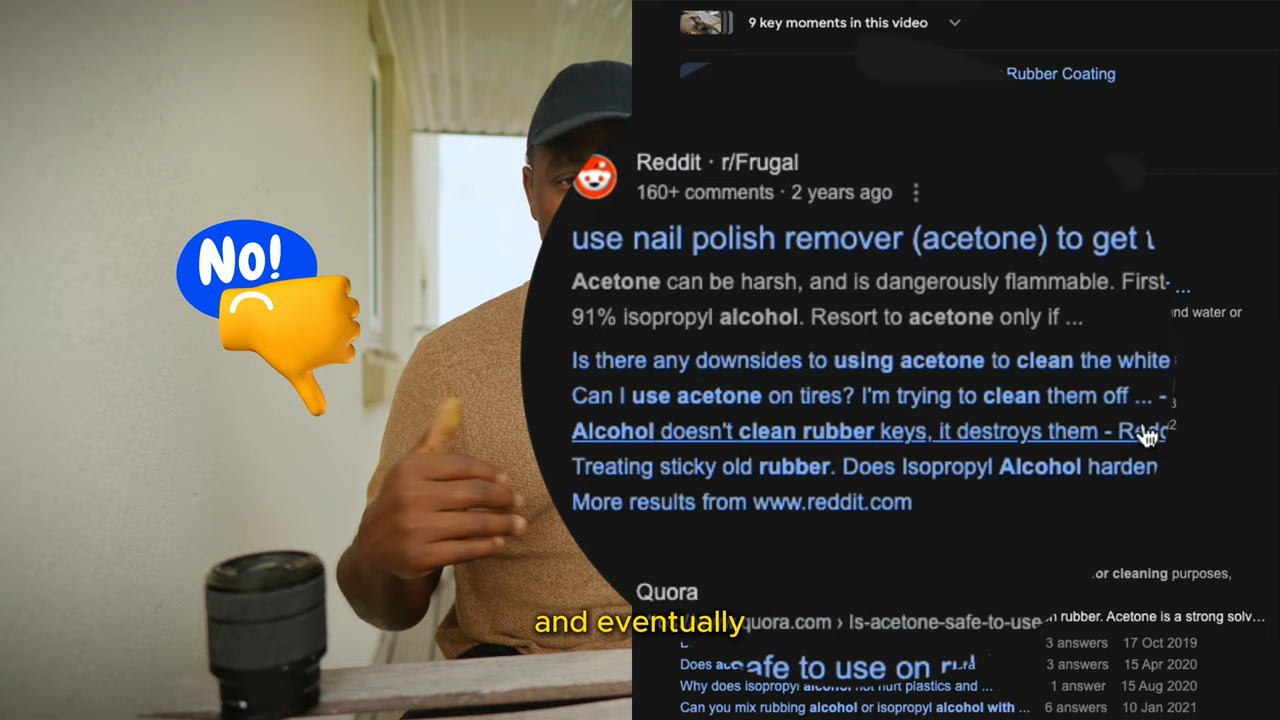 9 key moments in this video
Rubber Coating
Reddit · r/Frugal
160+ comments · 2 years ago
use nail polish remover (acetone) to get
Acetone can be harsh, and is dangerously flammable. First- ...
91% isopropyl alcohol. Resort to acetone only if ...
and water or
Is there any downsides to using acetone to clean the white
Can I use acetone on tires? I'm trying to clean them off ... -
Alcohol doesn't clean rubber keys, it destroys them -
Treating sticky old rubber. Does Isopropyl Alcohol harden
More results from www.reddit.com
No!
or cleaning purposes,
Quora
and eventually
quora.com › Is-acetone-safe-to-use
rubber. Acetone is a strong solv...
3 answers 17 Oct 2019
safe to use on
Does 3 answers 15 Apr 2020
Why does isopropyl alcohol not hurt plastics and ... 1 answer 15 Aug 2020
Can you mix rubbing alcohol or isopropyl alcohol with ... 6 answers 10 Jan 2021